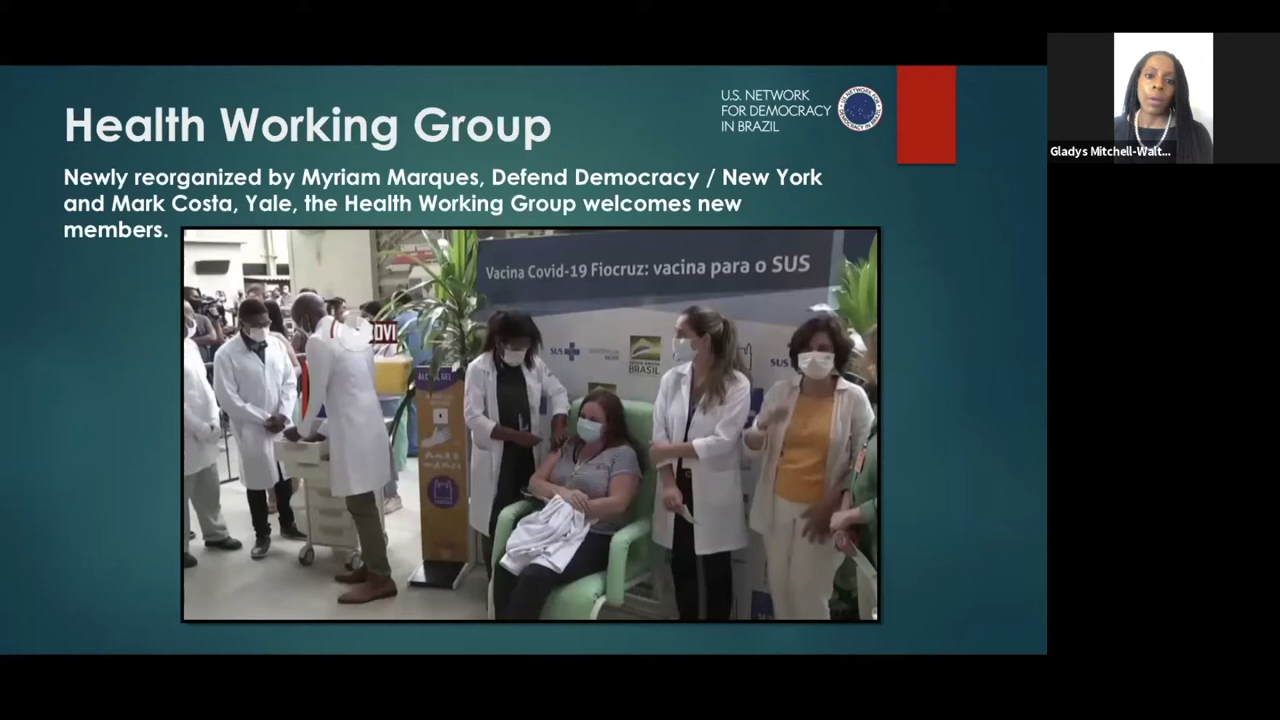 Health Working Group
U.S. NETWORK
FOR DEMOCRACY
IN BRAZIL
Newly reorganized by Myriam Marques, Defend Democracy / New York
and Mark Costa, Yale, the Health Working Group welcomes new
members.
Gladys Mitchell-Walt...
Vacina Covid-19 Fiocruz: vacina para o SUS
OVI
SUS
BRASIL
SUS